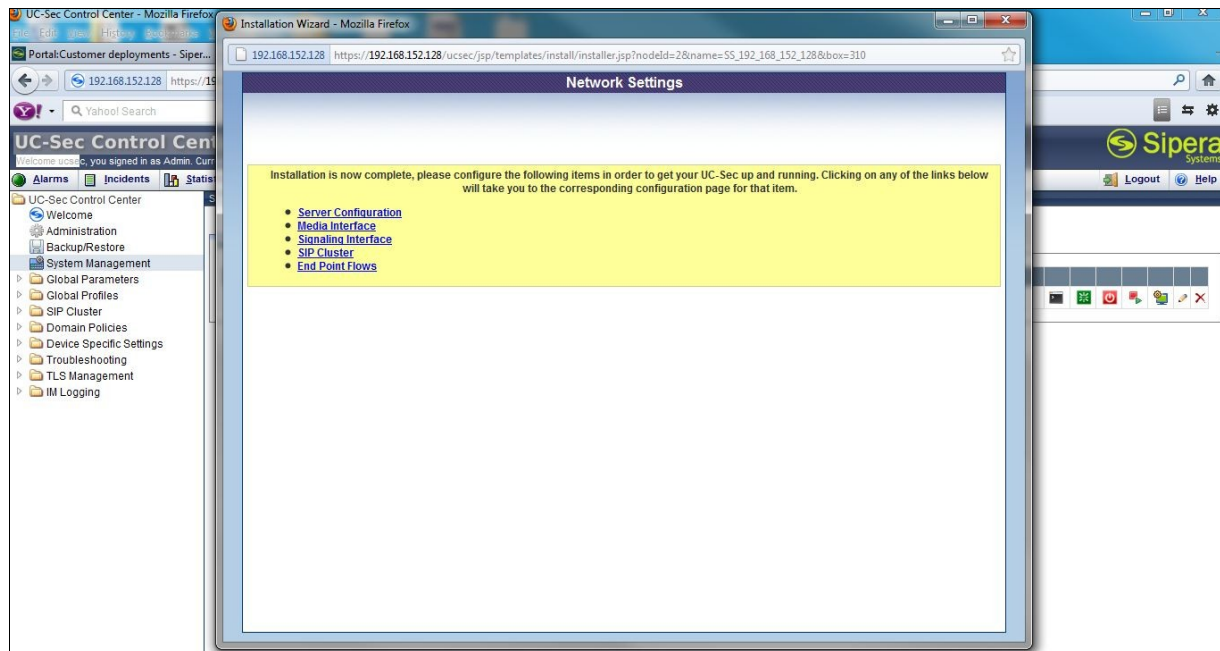 UC-Sec Control Center - Mozilla Firefox
Portal:Customer deployments - Siper...
192.168.152.128 https://19
Yahoo! Search
UC-Sec Control Cen
Welcome ucsec, you signed in as Admin. Curr
Alarms Incidents Statis
UC-Sec Control Center
Welcome
Administration
Backup/Restore
System Management
Global Parameters
Global Profiles
SIP Cluster
Domain Policies
Device Specific Settings
Troubleshooting
TLS Management
IM Logging
Installation Wizard - Mozilla Firefox
192.168.152.128 https://192.168.152.128/ucsec/jsp/templates/install/installer.jsp?nodeId=2&name=SS_192_168_152_128&box=310
Network Settings
Installation is now complete, please configure the following items in order to get your UC-Sec up and running. Clicking on any of the links below
will take you to the corresponding configuration page for that item.
Server Configuration
Media Interface
Signaling Interface
SIP Cluster
End Point Flows
Sipera
Systems
Logout Help